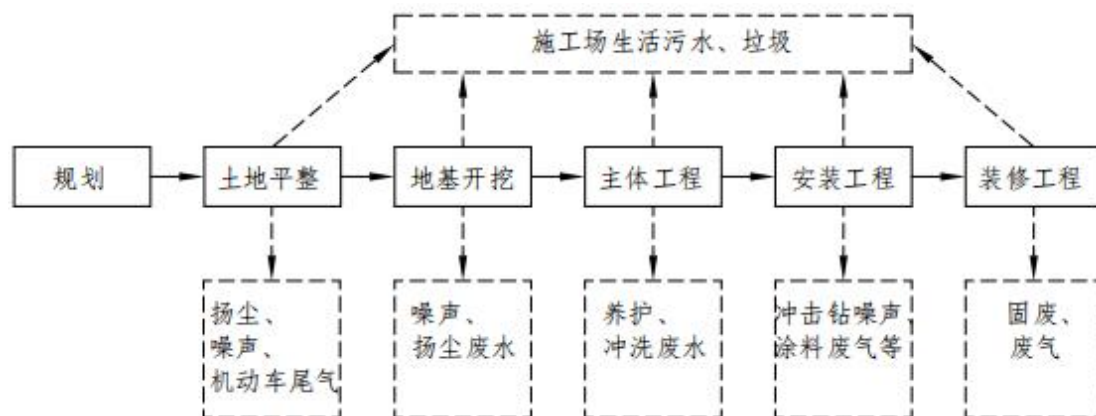 施工场生活污水、垃圾
规划
土地平整
地基开挖
主体工程
安装工程
装修工程
扬尘、
噪声、
机动车尾气
噪声、
扬尘废水
养护、
冲洗废水
冲击钻噪声、
涂料废气等
固废、
废气